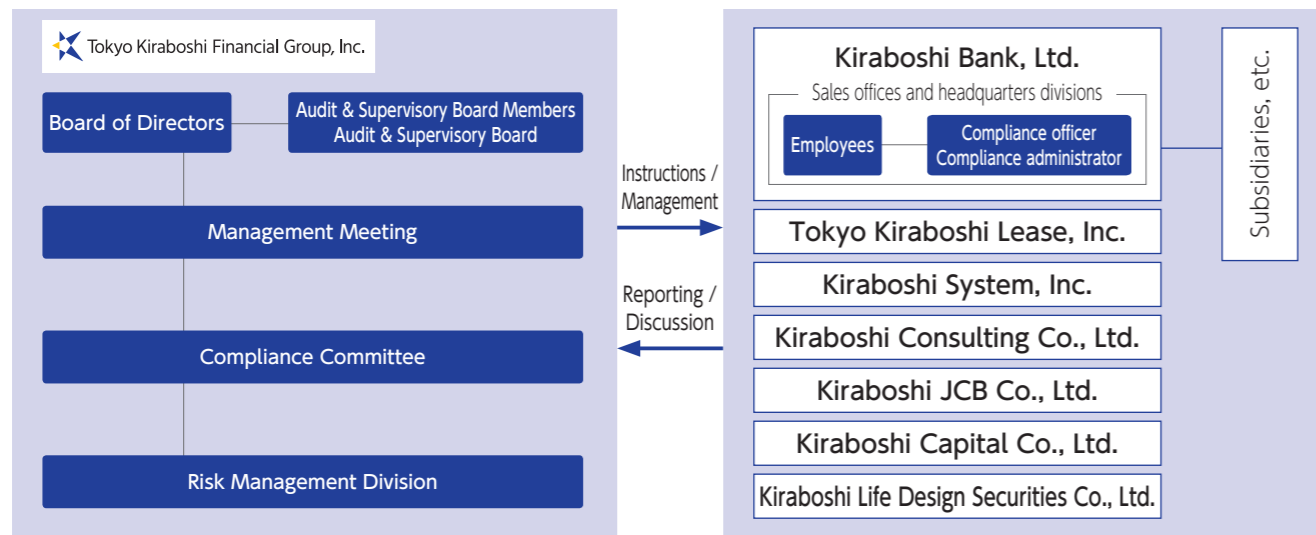 Tokyo Kiraboshi Financial Group, Inc.
Board of Directors
Audit & Supervisory Board Members
Audit & Supervisory Board
Management Meeting
Compliance Committee
Risk Management Division
Instructions /
Management
Reporting /
Discussion
Kiraboshi Bank, Ltd.
Sales offices and headquarters divisions
Employees
Compliance officer
Compliance administrator
Tokyo Kiraboshi Lease, Inc.
Kiraboshi System, Inc.
Kiraboshi Consulting Co., Ltd.
Kiraboshi JCB Co., Ltd.
Kiraboshi Capital Co., Ltd.
Kiraboshi Life Design Securities Co., Ltd.
Subsidiaries, etc.